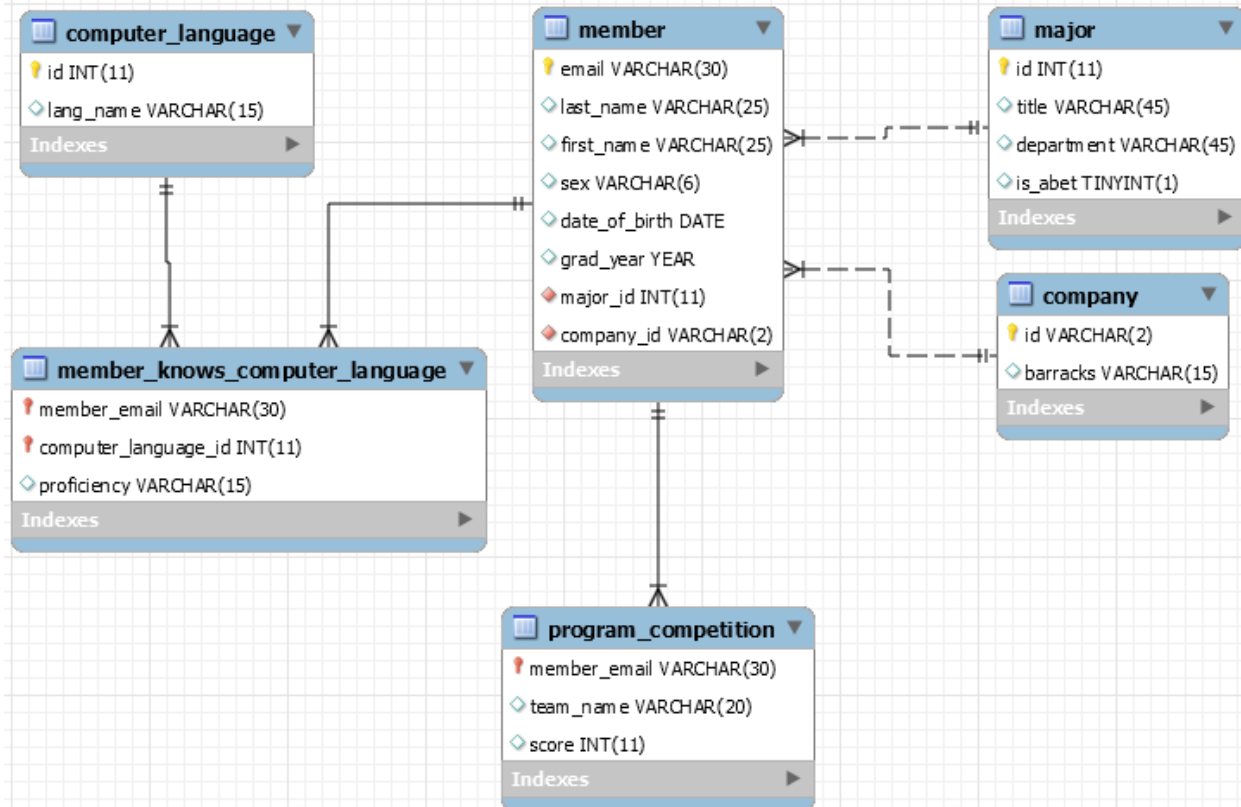 computer_language
id INT(11)
lang_name VARCHAR(15)
Indexes
member
email VARCHAR(30)
last_name VARCHAR(25)
first_name VARCHAR(25)
sex VARCHAR(6)
date_of_birth DATE
grad_year YEAR
major_id INT(11)
company_id VARCHAR(2)
Indexes
major
id INT(11)
title VARCHAR(45)
department VARCHAR(45)
is_abet TINYINT(1)
Indexes
company
id VARCHAR(2)
barracks VARCHAR(15)
Indexes
member_knows_computer_language
member_email VARCHAR(30)
computer_language_id INT(11)
proficiency VARCHAR(15)
Indexes
program_competition
member_email VARCHAR(30)
team_name VARCHAR(20)
score INT(11)
Indexes